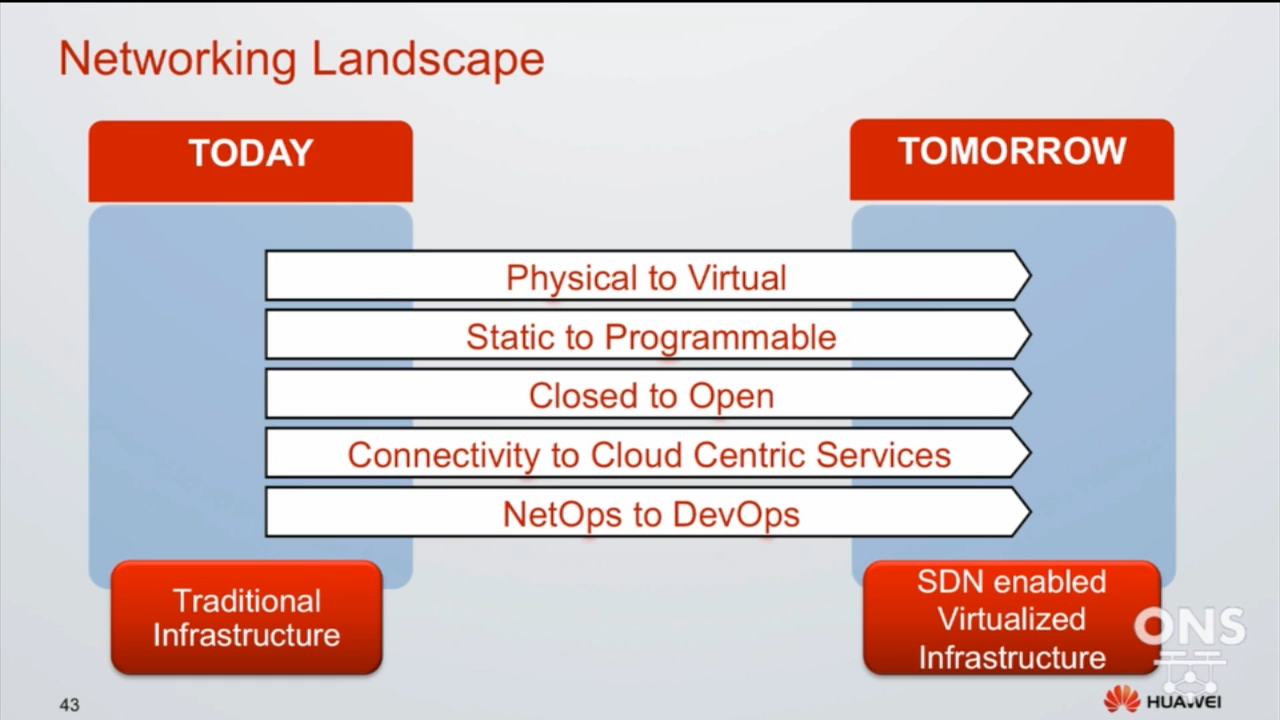 Networking Landscape
TODAY
TOMORROW
Physical to Virtual
Static to Programmable
Closed to Open
Connectivity to Cloud Centric Services
NetOps to DevOps
Traditional
Infrastructure
SDN enabled
Virtualized
Infrastructure
ONS
43
HUAWEI